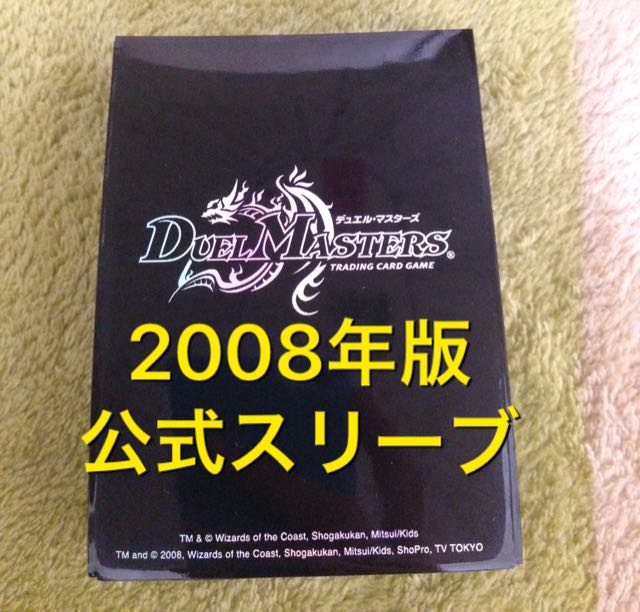 デュエル・マスターズ
DUEL MASTERS®
TRADING CARD GAME
2008年版
公式スリーブ
TM & © Wizards of the Coast, Shogakukan, Mitsui/Kids
TM and © 2008, Wizards of the Coast, Shogakukan, Mitsui/Kids, ShoPro, TV TOKYO